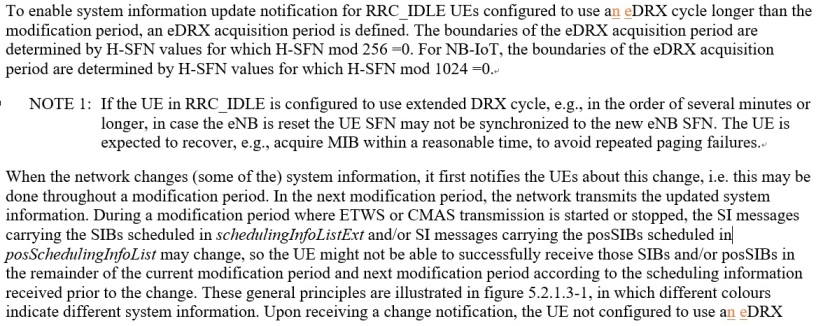 To enable system information update notification for RRC_IDLE UEs configured to use an eDRX cycle longer than the
modification period, an eDRX acquisition period is defined. The boundaries of the eDRX acquisition period are
determined by H-SFN values for which H-SFN mod 256 =0. For NB-IoT, the boundaries of the eDRX acquisition
period are determined by H-SFN values for which H-SFN mod 1024 =0.
NOTE 1: If the UE in RRC_IDLE is configured to use extended DRX cycle, e.g., in the order of several minutes or
longer, in case the eNB is reset the UE SFN may not be synchronized to the new eNB SFN. The UE is
expected to recover, e.g., acquire MIB within a reasonable time, to avoid repeated paging failures.
When the network changes (some of the) system information, it first notifies the UEs about this change, i.e. this may be
done throughout a modification period. In the next modification period, the network transmits the updated system
information. During a modification period where ETWS or CMAS transmission is started or stopped, the SI messages
carrying the SIBs scheduled in schedulingInfoListExt and/or SI messages carrying the posSIBs scheduled in
posSchedulingInfoList may change, so the UE might not be able to successfully receive those SIBs and/or posSIBs in
the remainder of the current modification period and next modification period according to the scheduling information
received prior to the change. These general principles are illustrated in figure 5.2.1.3-1, in which different colours
indicate different system information. Upon receiving a change notification, the UE not configured to use an eDRX